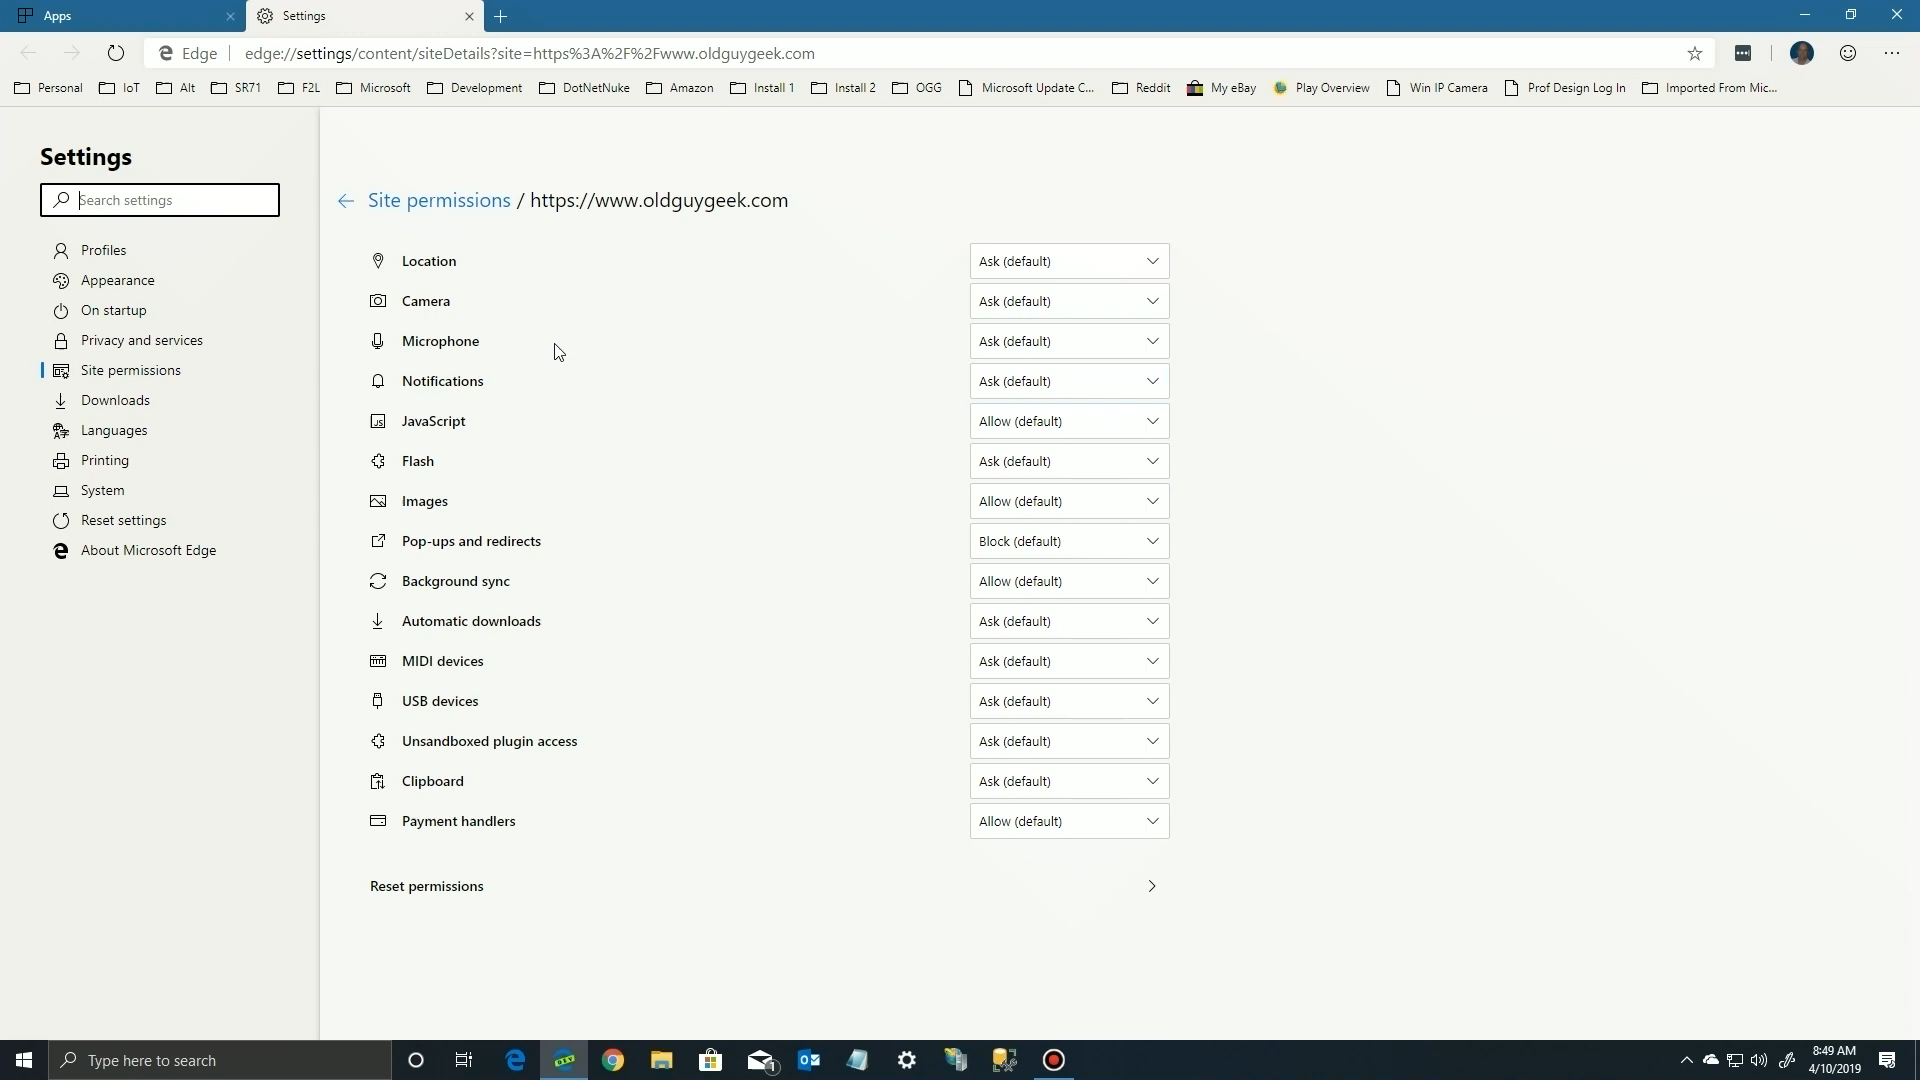 Apps
Settings
Edge
edge://settings/content/siteDetails?site=https%3A%2F%2Fwww.oldguygeek.com
Personal
IoT
Alt
SR71
F2L
Microsoft
Development
DotNetNuke
Amazon
Install 1
Install 2
OGG
Microsoft Update C...
Reddit
My eBay
Play Overview
Win IP Camera
Prof Design Log In
Imported From Mic...
Settings
Search settings
Profiles
Appearance
On startup
Privacy and services
Site permissions
Downloads
Languages
Printing
System
Reset settings
About Microsoft Edge
Site permissions / https://www.oldguygeek.com
Location Ask (default)
Camera Ask (default)
Microphone Ask (default)
Notifications Ask (default)
JavaScript Allow (default)
Flash Ask (default)
Images Allow (default)
Pop-ups and redirects Block (default)
Background sync Allow (default)
Automatic downloads Ask (default)
MIDI devices Ask (default)
USB devices Ask (default)
Unsandboxed plugin access Ask (default)
Clipboard Ask (default)
Payment handlers Allow (default)
Reset permissions
Type here to search
8:49 AM
4/10/2019